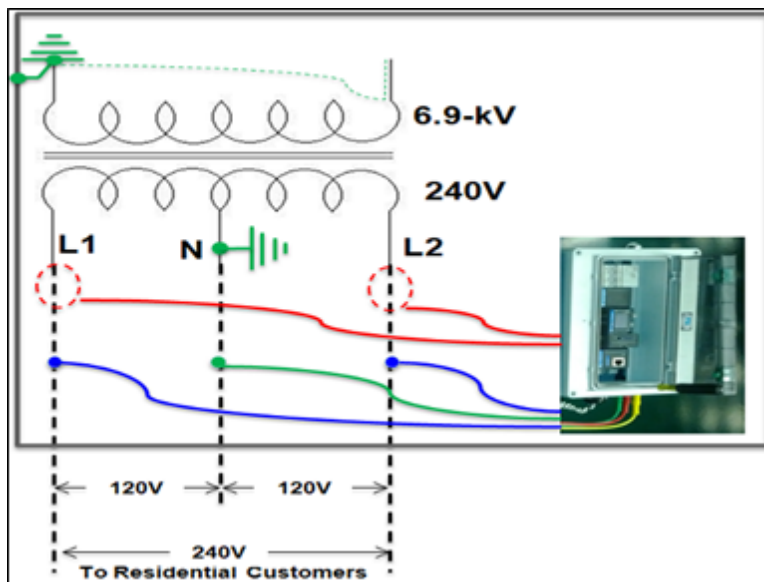 6.9-kV
240V
L1
N
L2
120V
120V
240V
To Residential Customers